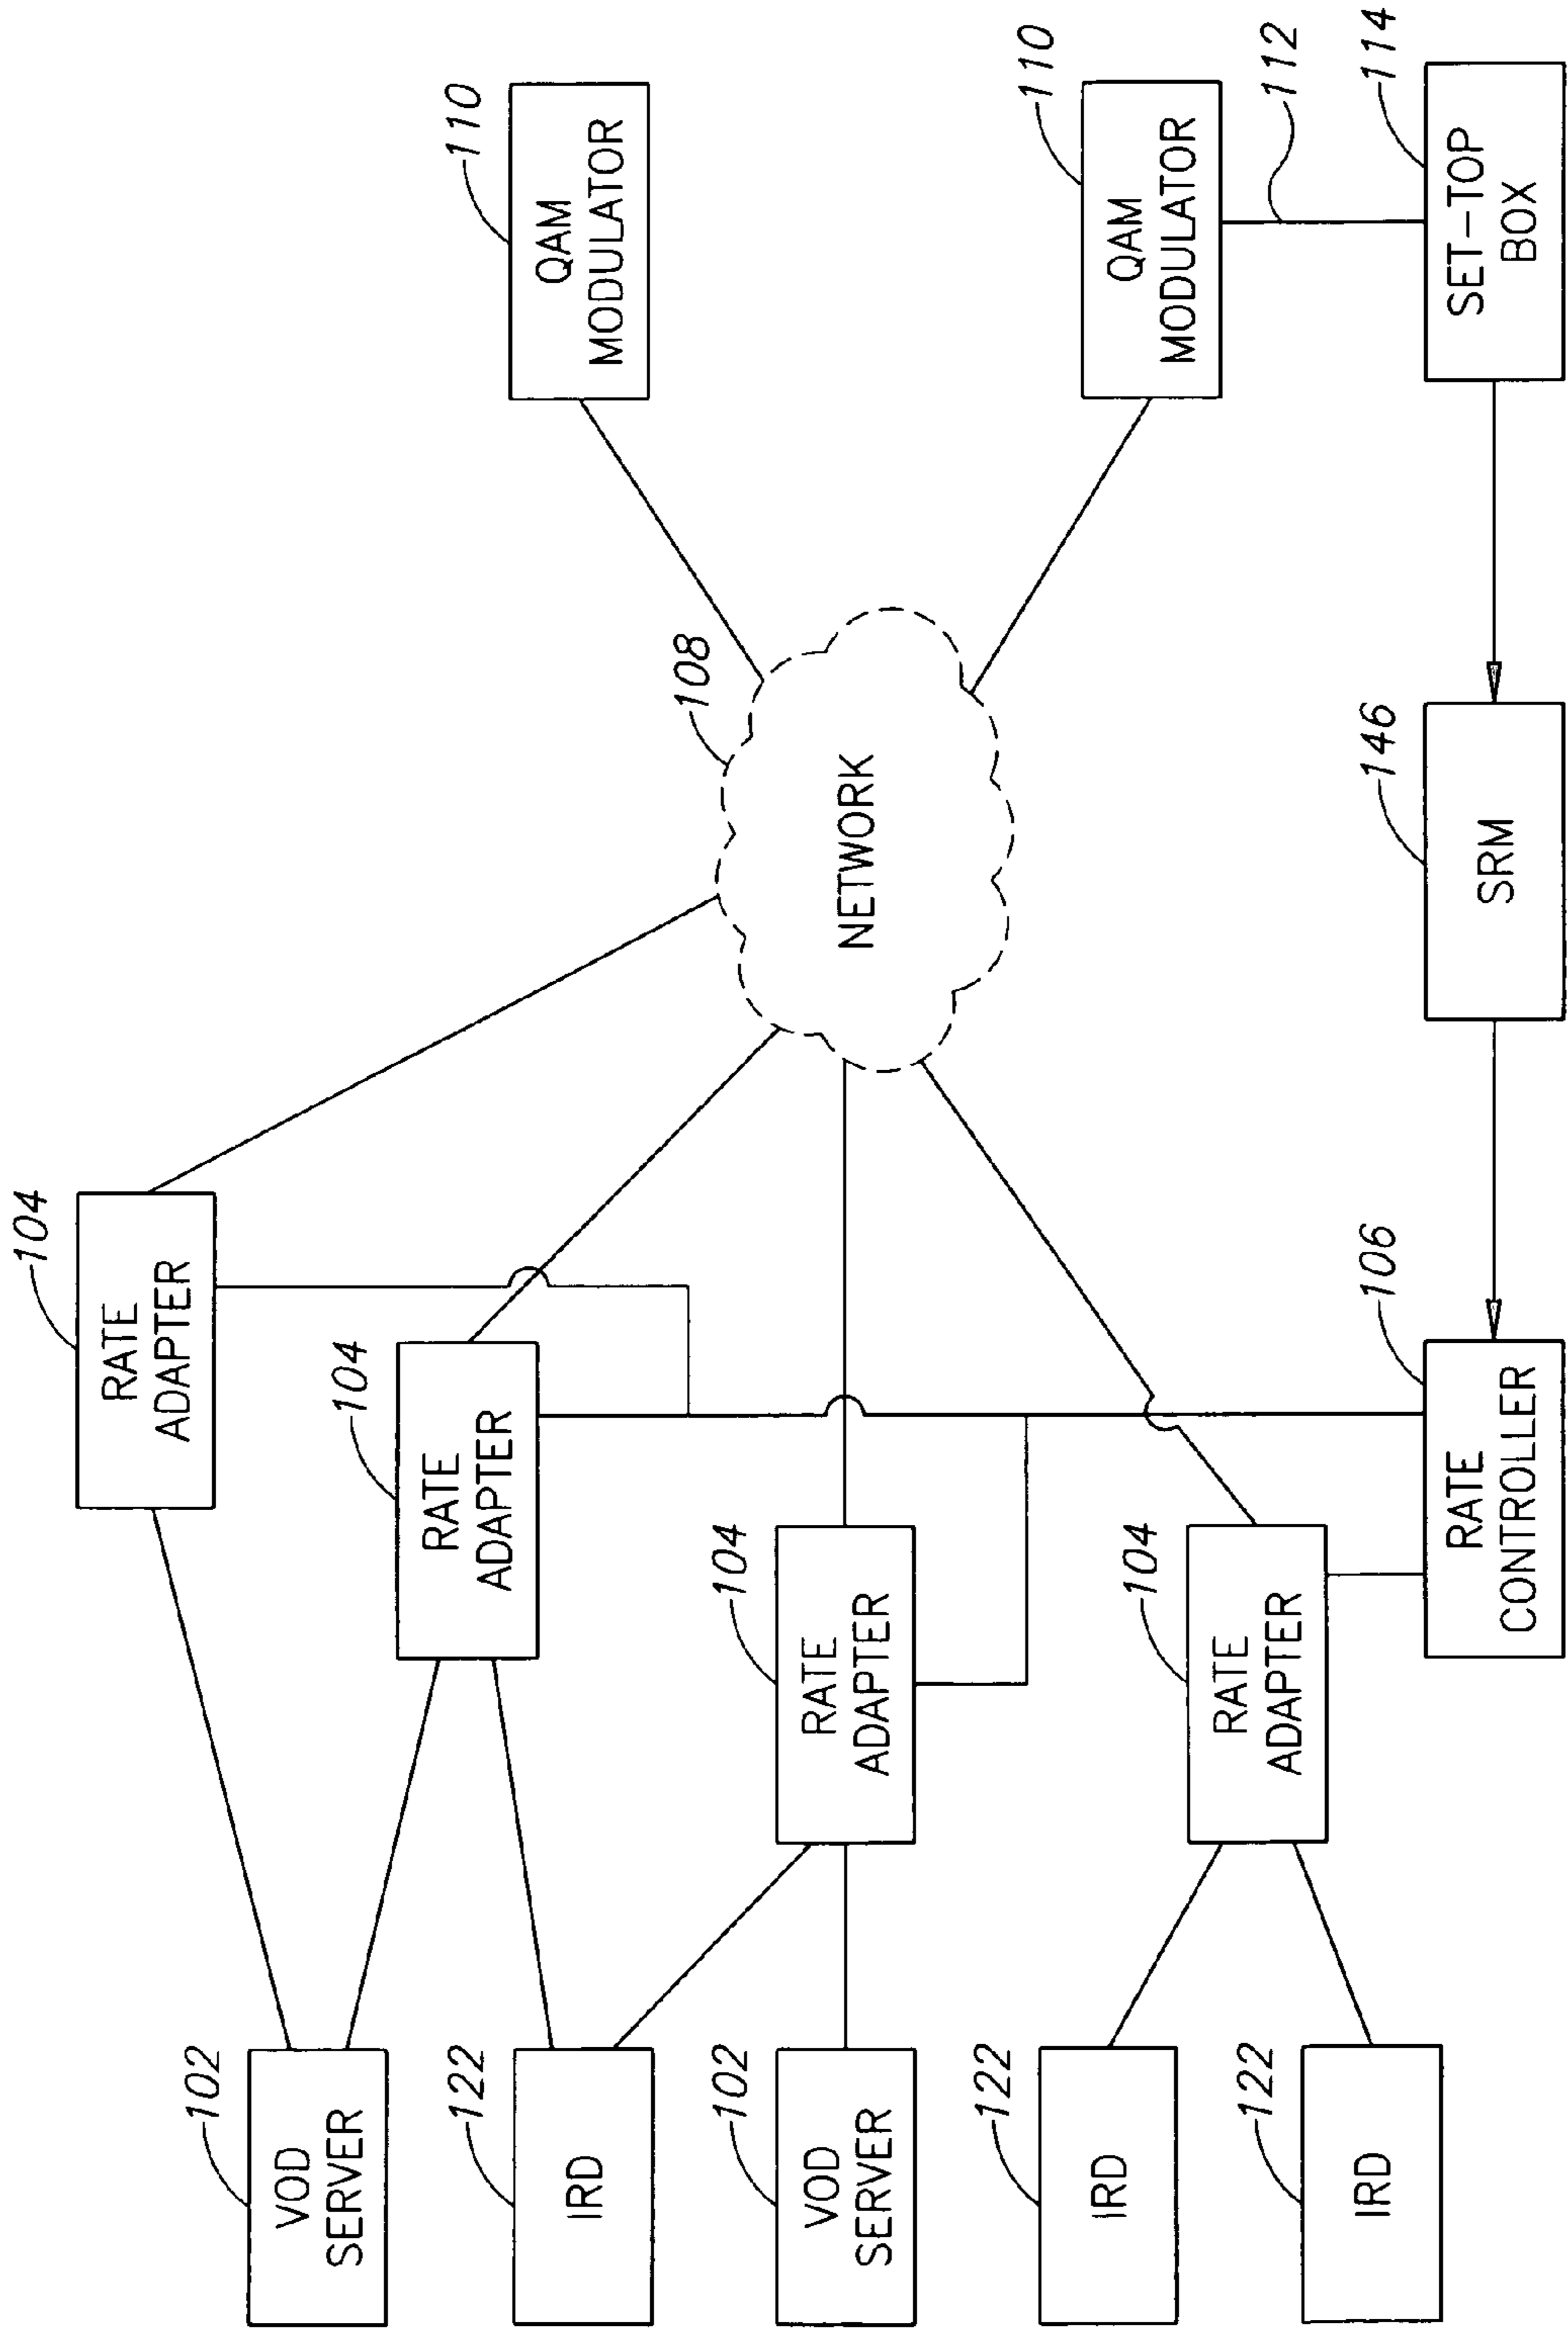 102
VOD
SERVER
122
IRD
102
VOD
SERVER
122
IRD
122
IRD
104
RATE
ADAPTER
104
RATE
ADAPTER
104
RATE
ADAPTER
104
RATE
ADAPTER
106
RATE
CONTROLLER
108
NETWORK
146
SRM
110
QAM
MODULATOR
110
QAM
MODULATOR
112
114
SET-TOP
BOX